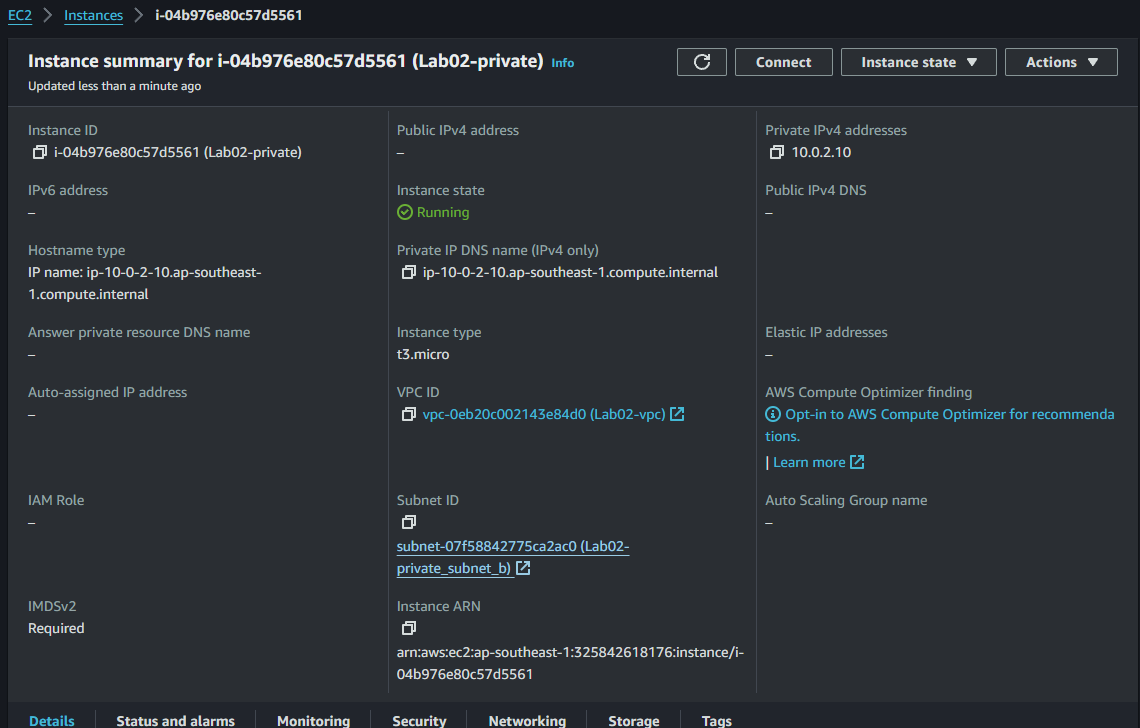 EC2 > Instances > i-04b976e80c57d5561
Instance summary for i-04b976e80c57d5561 (Lab02-private) Info
Updated less than a minute ago
Connect
Instance state
Actions
Instance ID
i-04b976e80c57d5561 (Lab02-private)
Public IPv4 address
–
Private IPv4 addresses
10.0.2.10
IPv6 address
–
Instance state
Running
Public IPv4 DNS
–
Hostname type
IP name: ip-10-0-2-10.ap-southeast-
1.compute.internal
Private IP DNS name (IPv4 only)
ip-10-0-2-10.ap-southeast-1.compute.internal
Answer private resource DNS name
–
Instance type
t3.micro
Elastic IP addresses
–
Auto-assigned IP address
–
VPC ID
vpc-0eb20c002143e84d0 (Lab02-vpc)
AWS Compute Optimizer finding
Opt-in to AWS Compute Optimizer for recommenda
tions.
| Learn more
IAM Role
–
Subnet ID
subnet-07f58842775ca2ac0 (Lab02-
private_subnet_b)
Auto Scaling Group name
–
IMDSv2
Required
Instance ARN
arn:aws:ec2:ap-southeast-1:325842618176:instance/i-
04b976e80c57d5561
Details
Status and alarms
Monitoring
Security
Networking
Storage
Tags